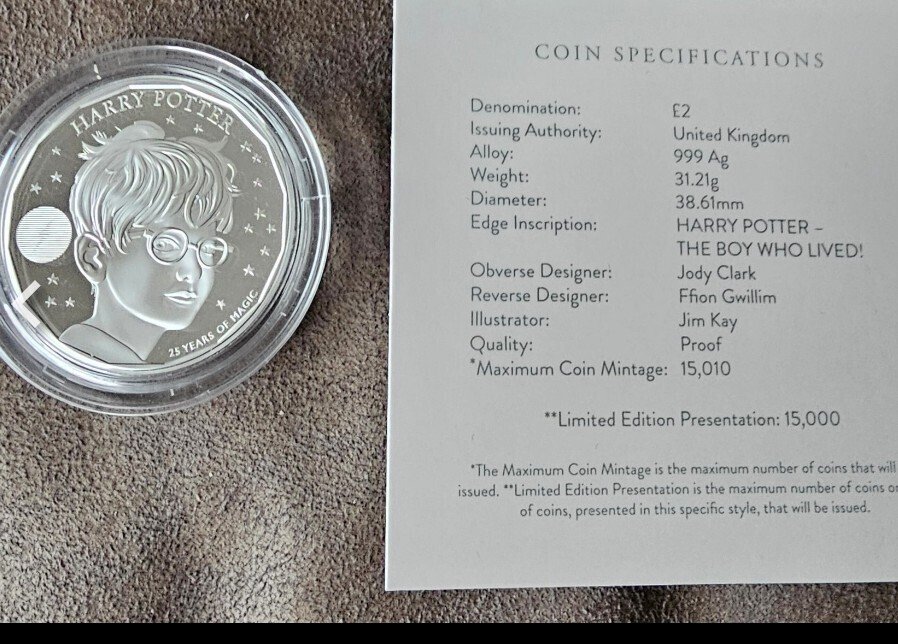 HARRY POTTER
25 YEARS OF MAGIC
COIN SPECIFICATIONS
Denomination: £2
Issuing Authority: United Kingdom
Alloy: 999 Ag
Weight: 31.21g
Diameter: 38.61mm
Edge Inscription: HARRY POTTER –
THE BOY WHO LIVED!
Obverse Designer: Jody Clark
Reverse Designer: Ffion Gwillim
Illustrator: Jim Kay
Quality: Proof
*Maximum Coin Mintage: 15,010
**Limited Edition Presentation: 15,000
*The Maximum Coin Mintage is the maximum number of coins that will
issued. **Limited Edition Presentation is the maximum number of coins
of coins, presented in this specific style, that will be issued.